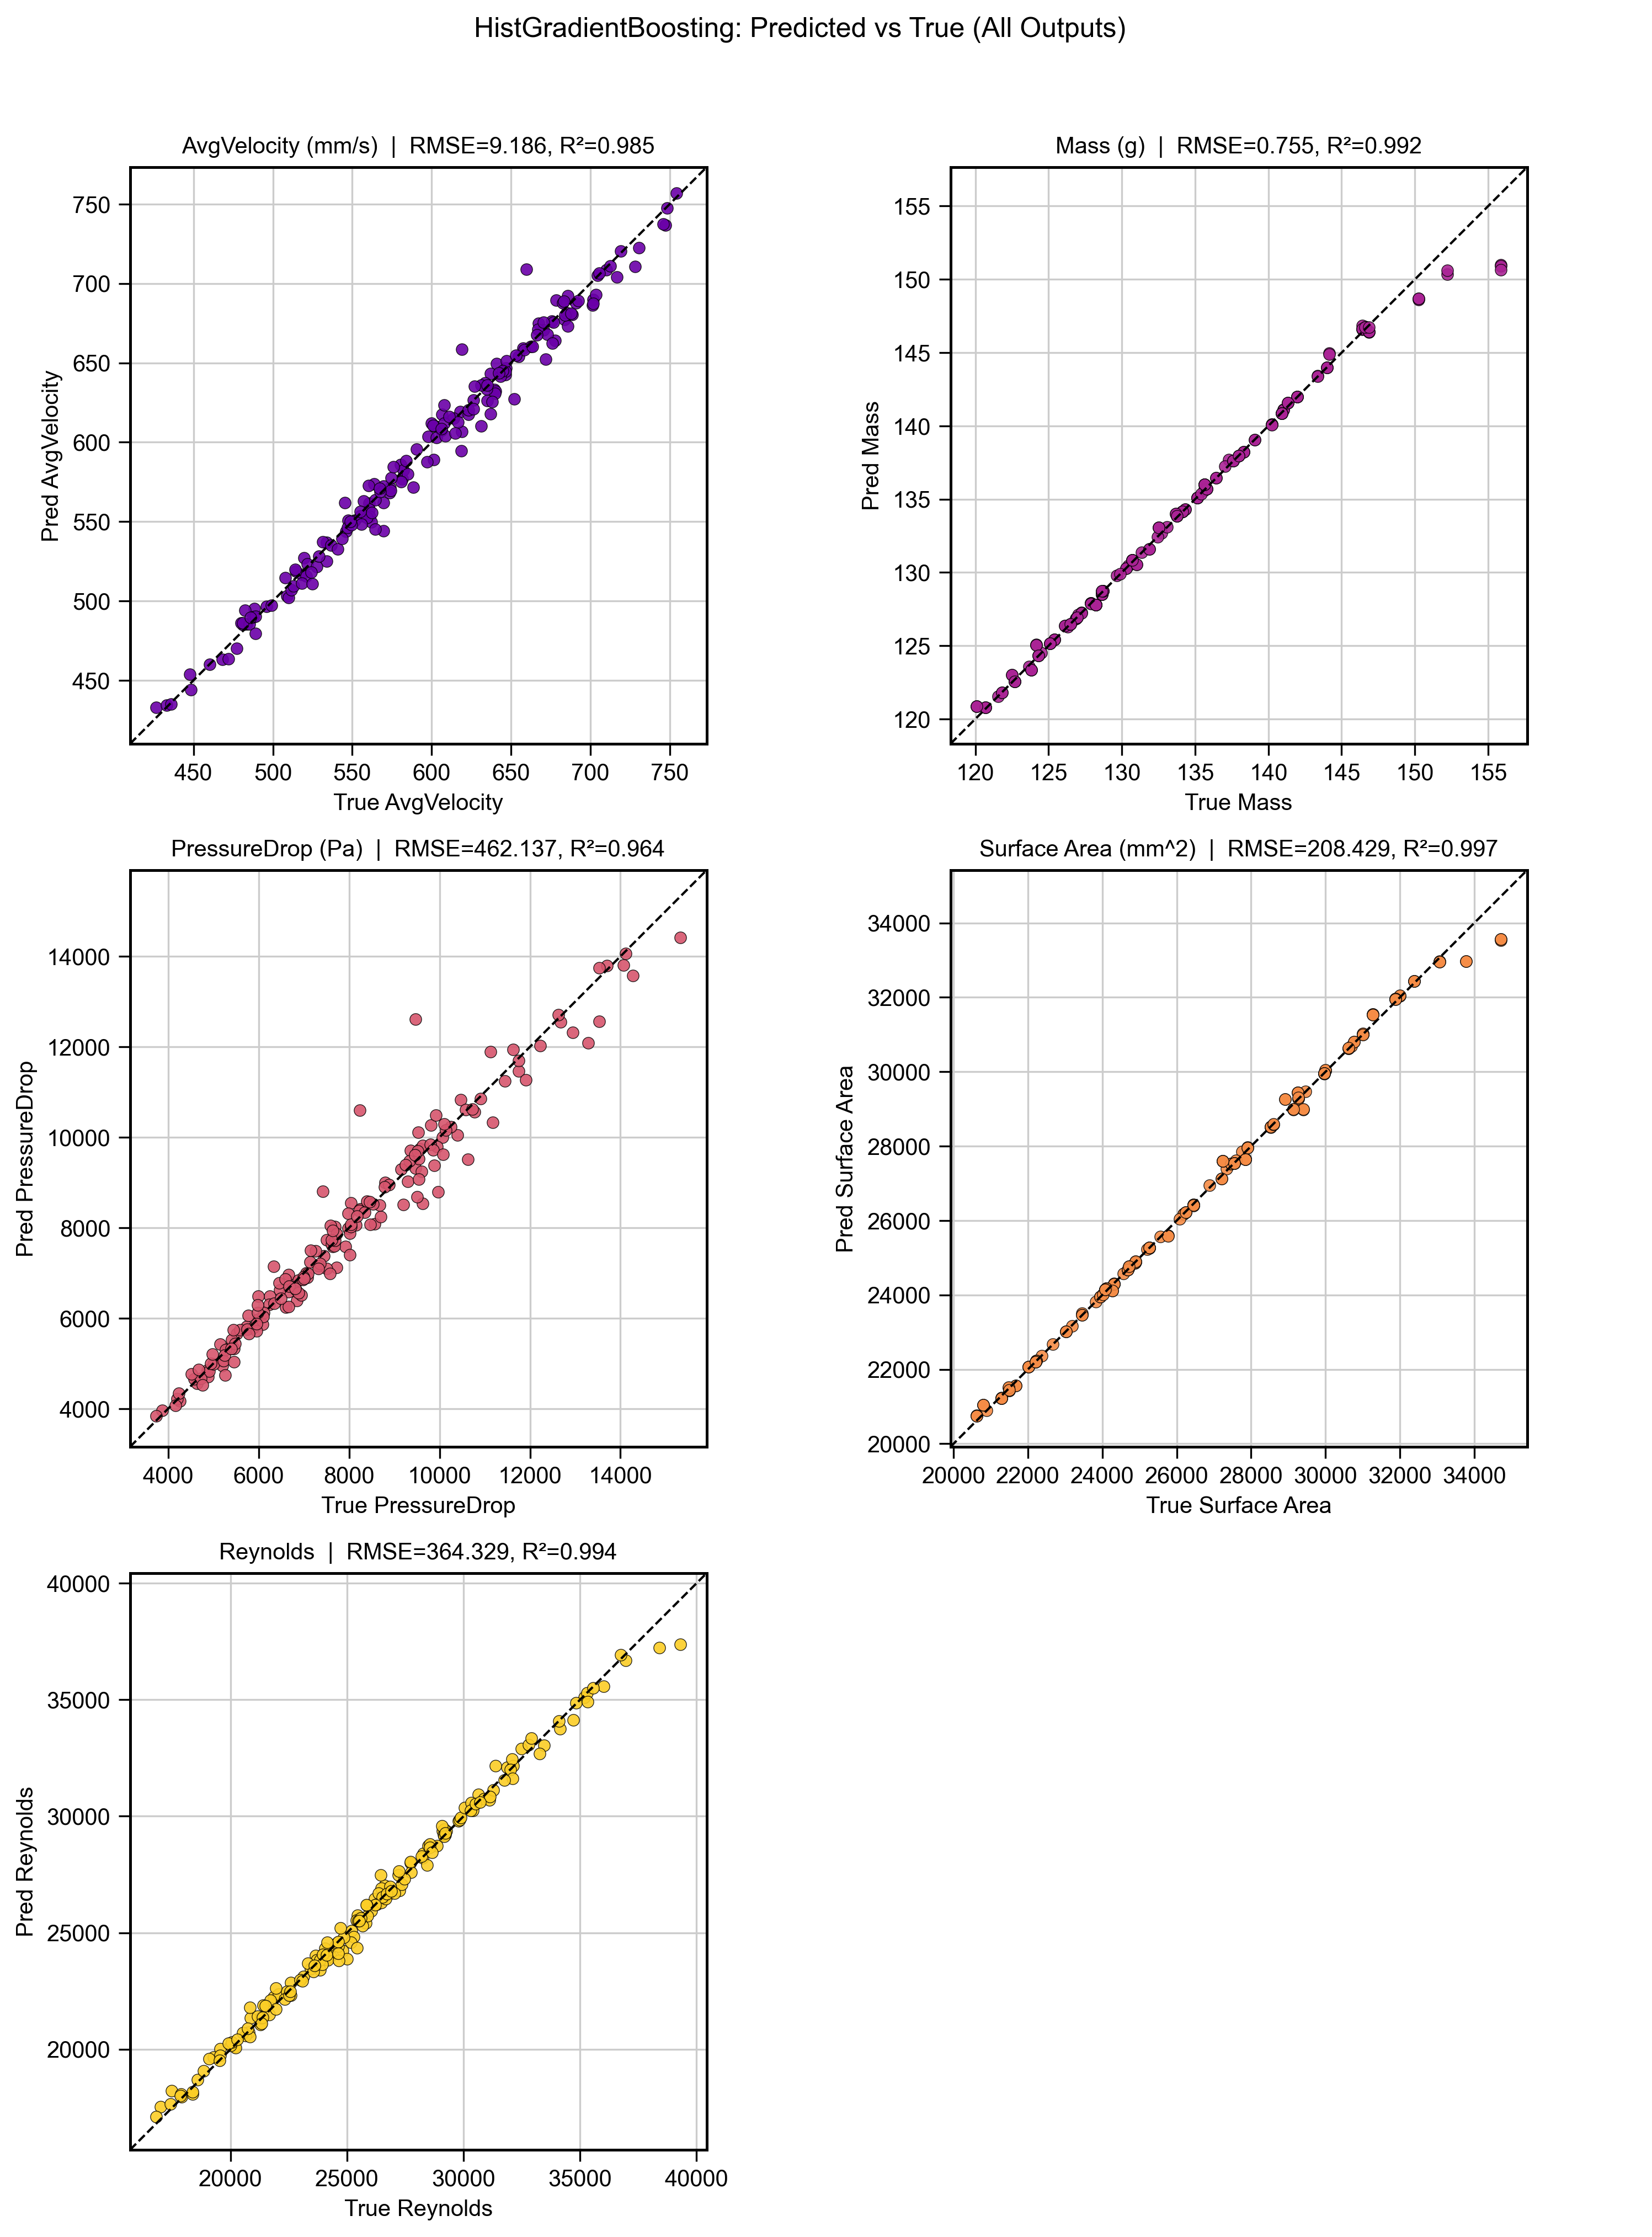 HistGradientBoosting: Predicted vs True (All Outputs)
AvgVelocity (mm/s) | RMSE=9.186, R²=0.985
750
700
650
600
550
500
450
Pred AvgVelocity
450 500 550 600 650 700 750
True AvgVelocity
Mass (g) | RMSE=0.755, R²=0.992
155
150
145
140
135
130
125
120
Pred Mass
120 125 130 135 140 145 150 155
True Mass
PressureDrop (Pa) | RMSE=462.137, R²=0.964
14000
12000
10000
8000
6000
4000
Pred PressureDrop
4000 6000 8000 10000 12000 14000
True PressureDrop
Surface Area (mm^2) | RMSE=208.429, R²=0.997
34000
32000
30000
28000
26000
24000
22000
20000
Pred Surface Area
20000 22000 24000 26000 28000 30000 32000 34000
True Surface Area
Reynolds | RMSE=364.329, R²=0.994
40000
35000
30000
25000
20000
Pred Reynolds
20000 25000 30000 35000 40000
True Reynolds